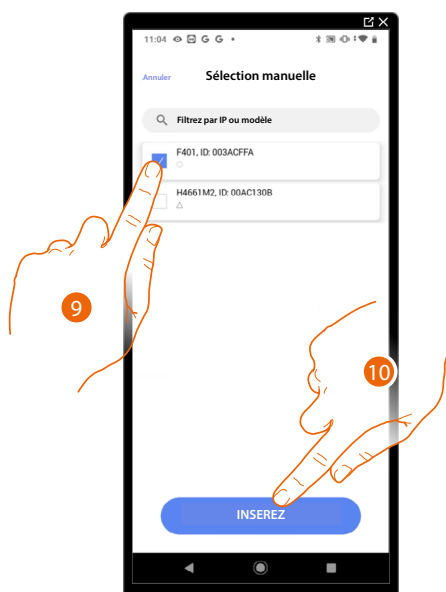 11:04 G G
Annuler Sélection manuelle
Filtrez par IP ou modèle
F401, ID: 003ACFFA
H4661M2, ID: 00AC130B
9
10
INSEREZ